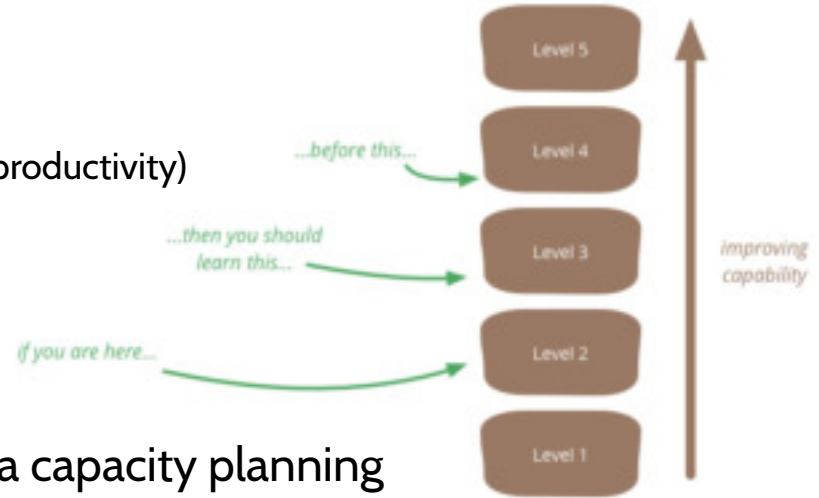 Level 5
...before this...
Level 4
productivity)
...then you should
learn this...
Level 3
improving
capability
if you are here...
Level 2
a capacity planning
Level 1